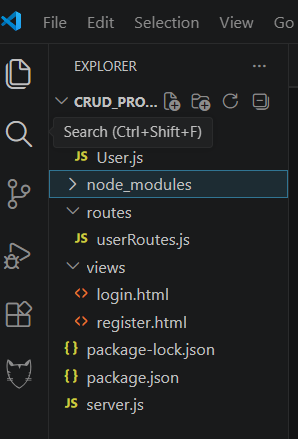 File Edit Selection View Go
EXPLORER ...
CRUD_PRO...
Search (Ctrl+Shift+F)
JS User.js
node_modules
routes
JS userRoutes.js
views
<> login.html
<> register.html
{ } package-lock.json
{ } package.json
JS server.js